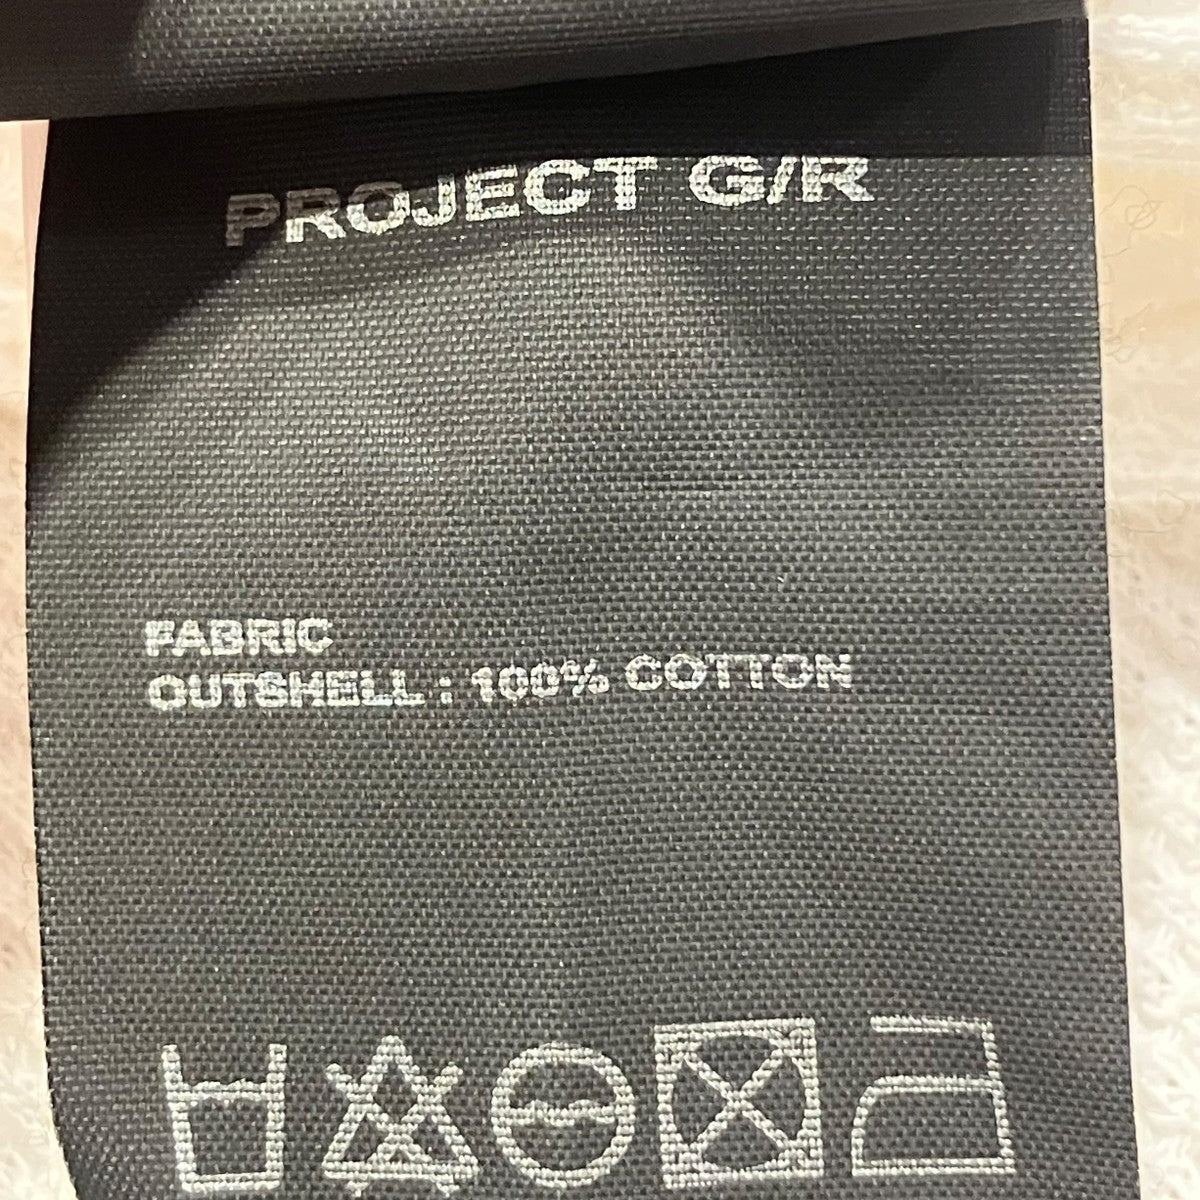 PROJECT G/R
FABRIC
OUTSHELL : 100% COTTON